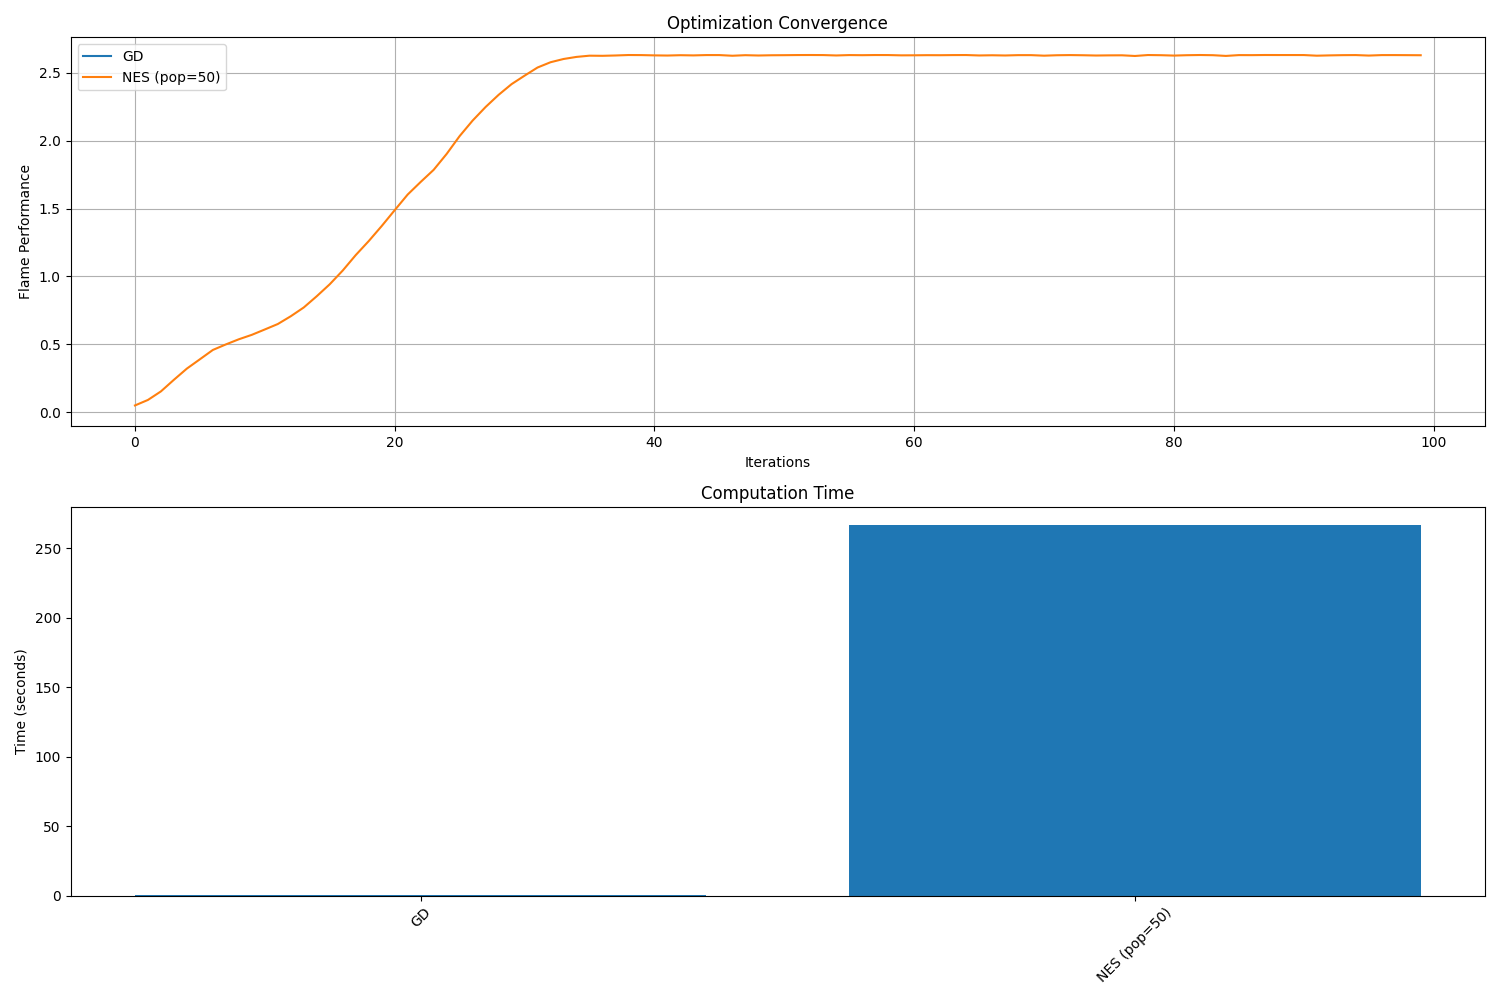 Optimization Convergence
GD
NES (pop=50)
2.5
2.0
1.5
1.0
0.5
0.0
Flame Performance
0
20
40
60
80
100
Iterations
Computation Time
250
200
150
100
50
0
Time (seconds)
GD
NES (pop=50)